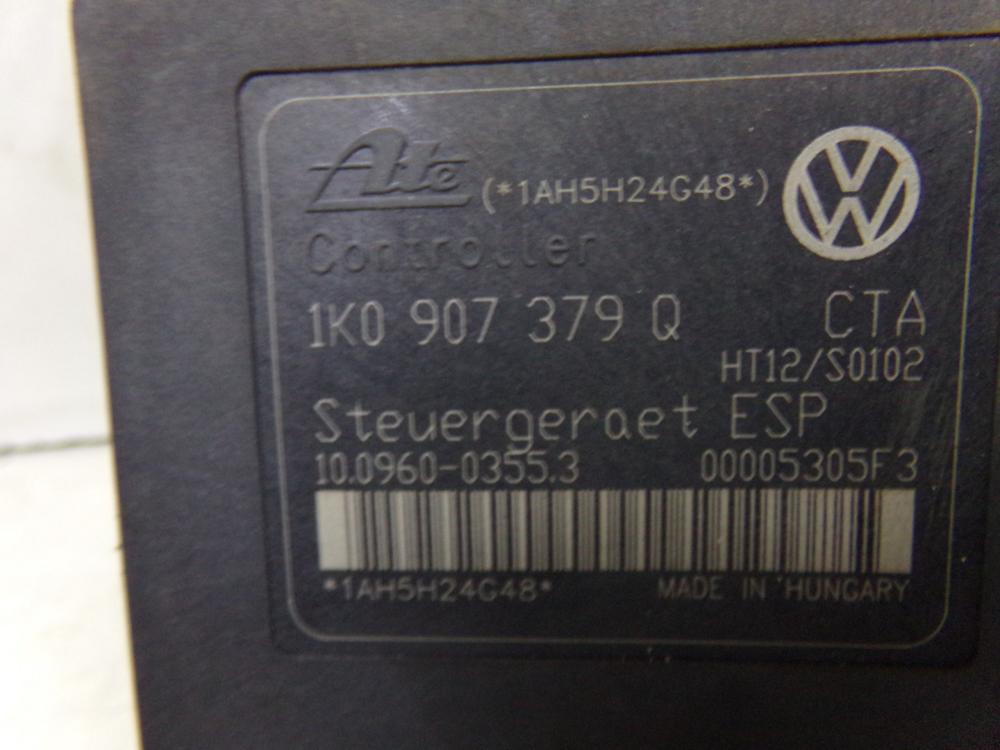 Ate (*1AH5H24G48*) VW
Controller
1K0 907 379 Q CTA
HT12/S0102
Steuergeraet ESP
10.0960-0355.3 00005305F3
*1AH5H24G48* MADE IN HUNGARY